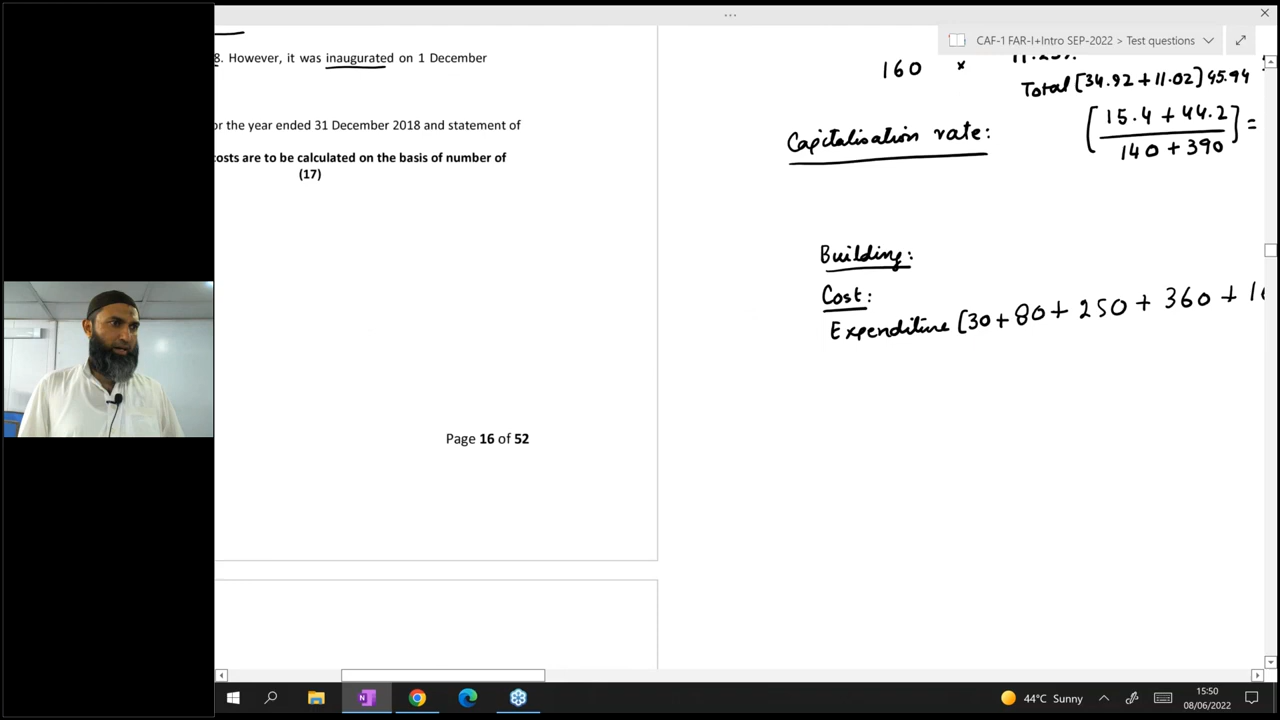 CAF-1 FAR-I+Intro SEP-2022 > Test questions
8. However, it was inaugurated on 1 December
or the year ended 31 December 2018 and statement of
costs are to be calculated on the basis of number of
(17)
Page 16 of 52
160 ×
Total [34.92 + 11.02] 45.94
Capitalisation rate: [15.4 + 44.2
140 + 390] =
Building:
Cost:
Expenditure [30 + 80 + 250 + 360 +
44°C Sunny
15:50
08/06/2022